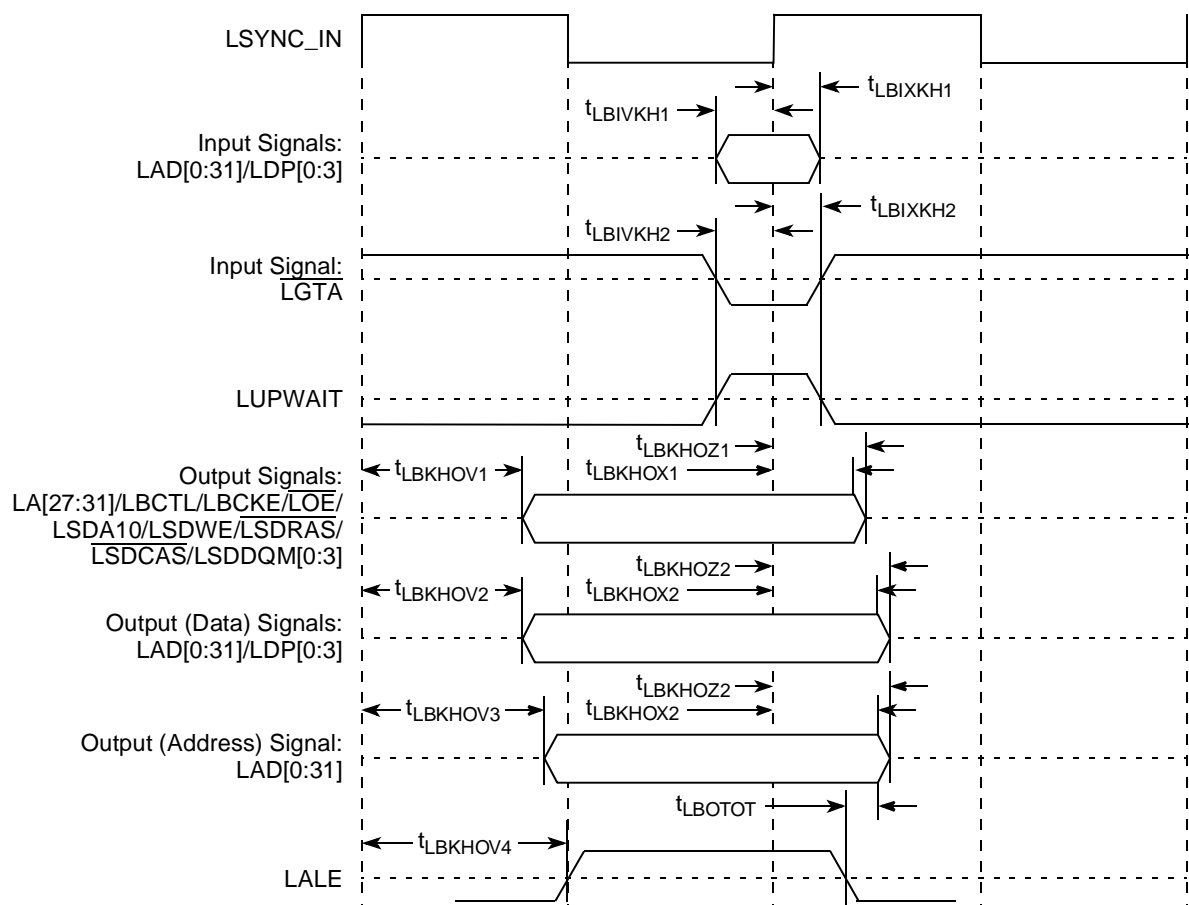 LSYNC_IN
tLBIXKH1
tLBIVKH1
Input Signals:
LAD[0:31]/LDP[0:3]
tLBIXKH2
tLBIVKH2
Input Signal:
LGTA
LUPWAIT
tLBKHOZ1
tLBKHOV1
tLBKHOX1
Output Signals:
LA[27:31]/LBCTL/LBCKE/LOE/
LSDA10/LSDWE/LSDRAS/
LSDCAS/LSDDQM[0:3]
tLBKHOZ2
tLBKHOV2
tLBKHOX2
Output (Data) Signals:
LAD[0:31]/LDP[0:3]
tLBKHOZ2
tLBKHOV3
tLBKHOX2
Output (Address) Signal:
LAD[0:31]
tLBOTOT
tLBKHOV4
LALE